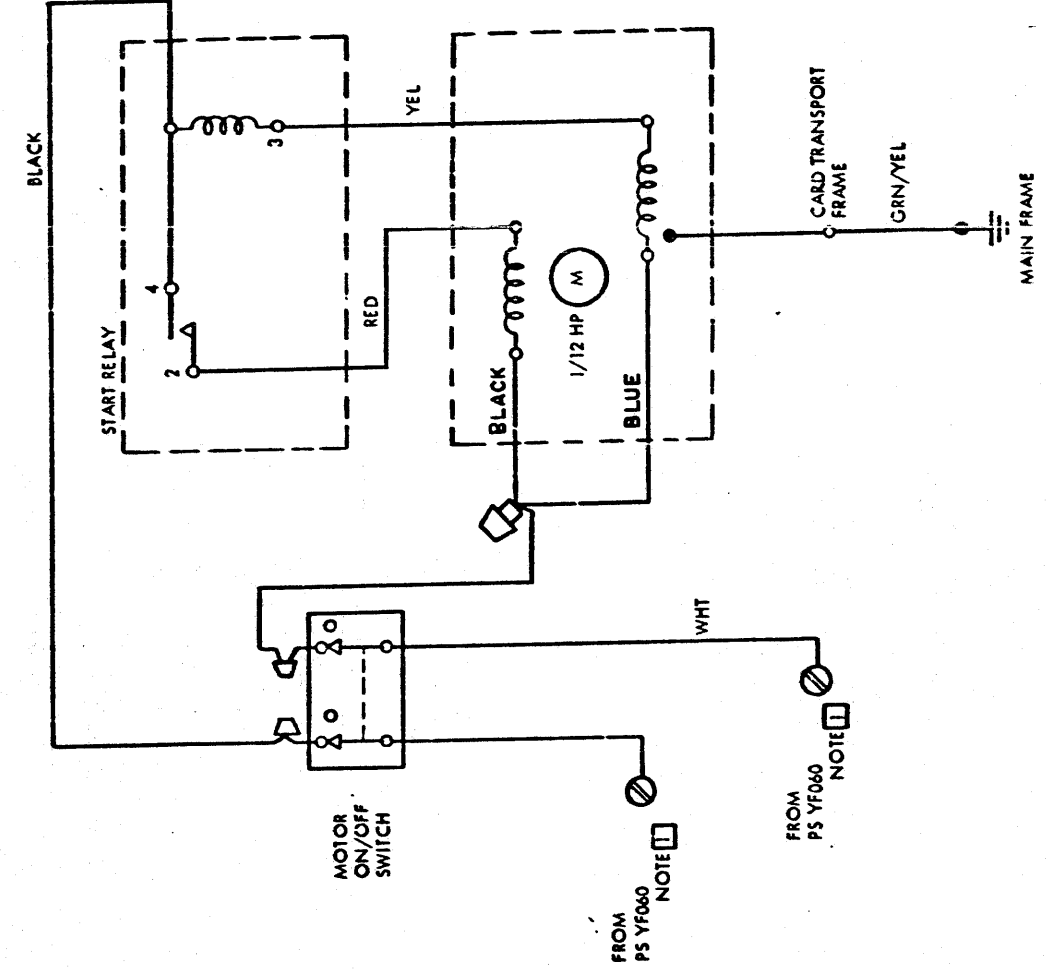 BLACK
START RELAY
4
2
3
YEL
RED
BLACK
BLUE
1/12 HP
M
CARD TRANSPORT
FRAME
GRN/YEL
MAIN FRAME
MOTOR
ON/OFF
SWITCH
WHT
FROM
PS YF060
NOTE 1
FROM
PS YF060
NOTE 1